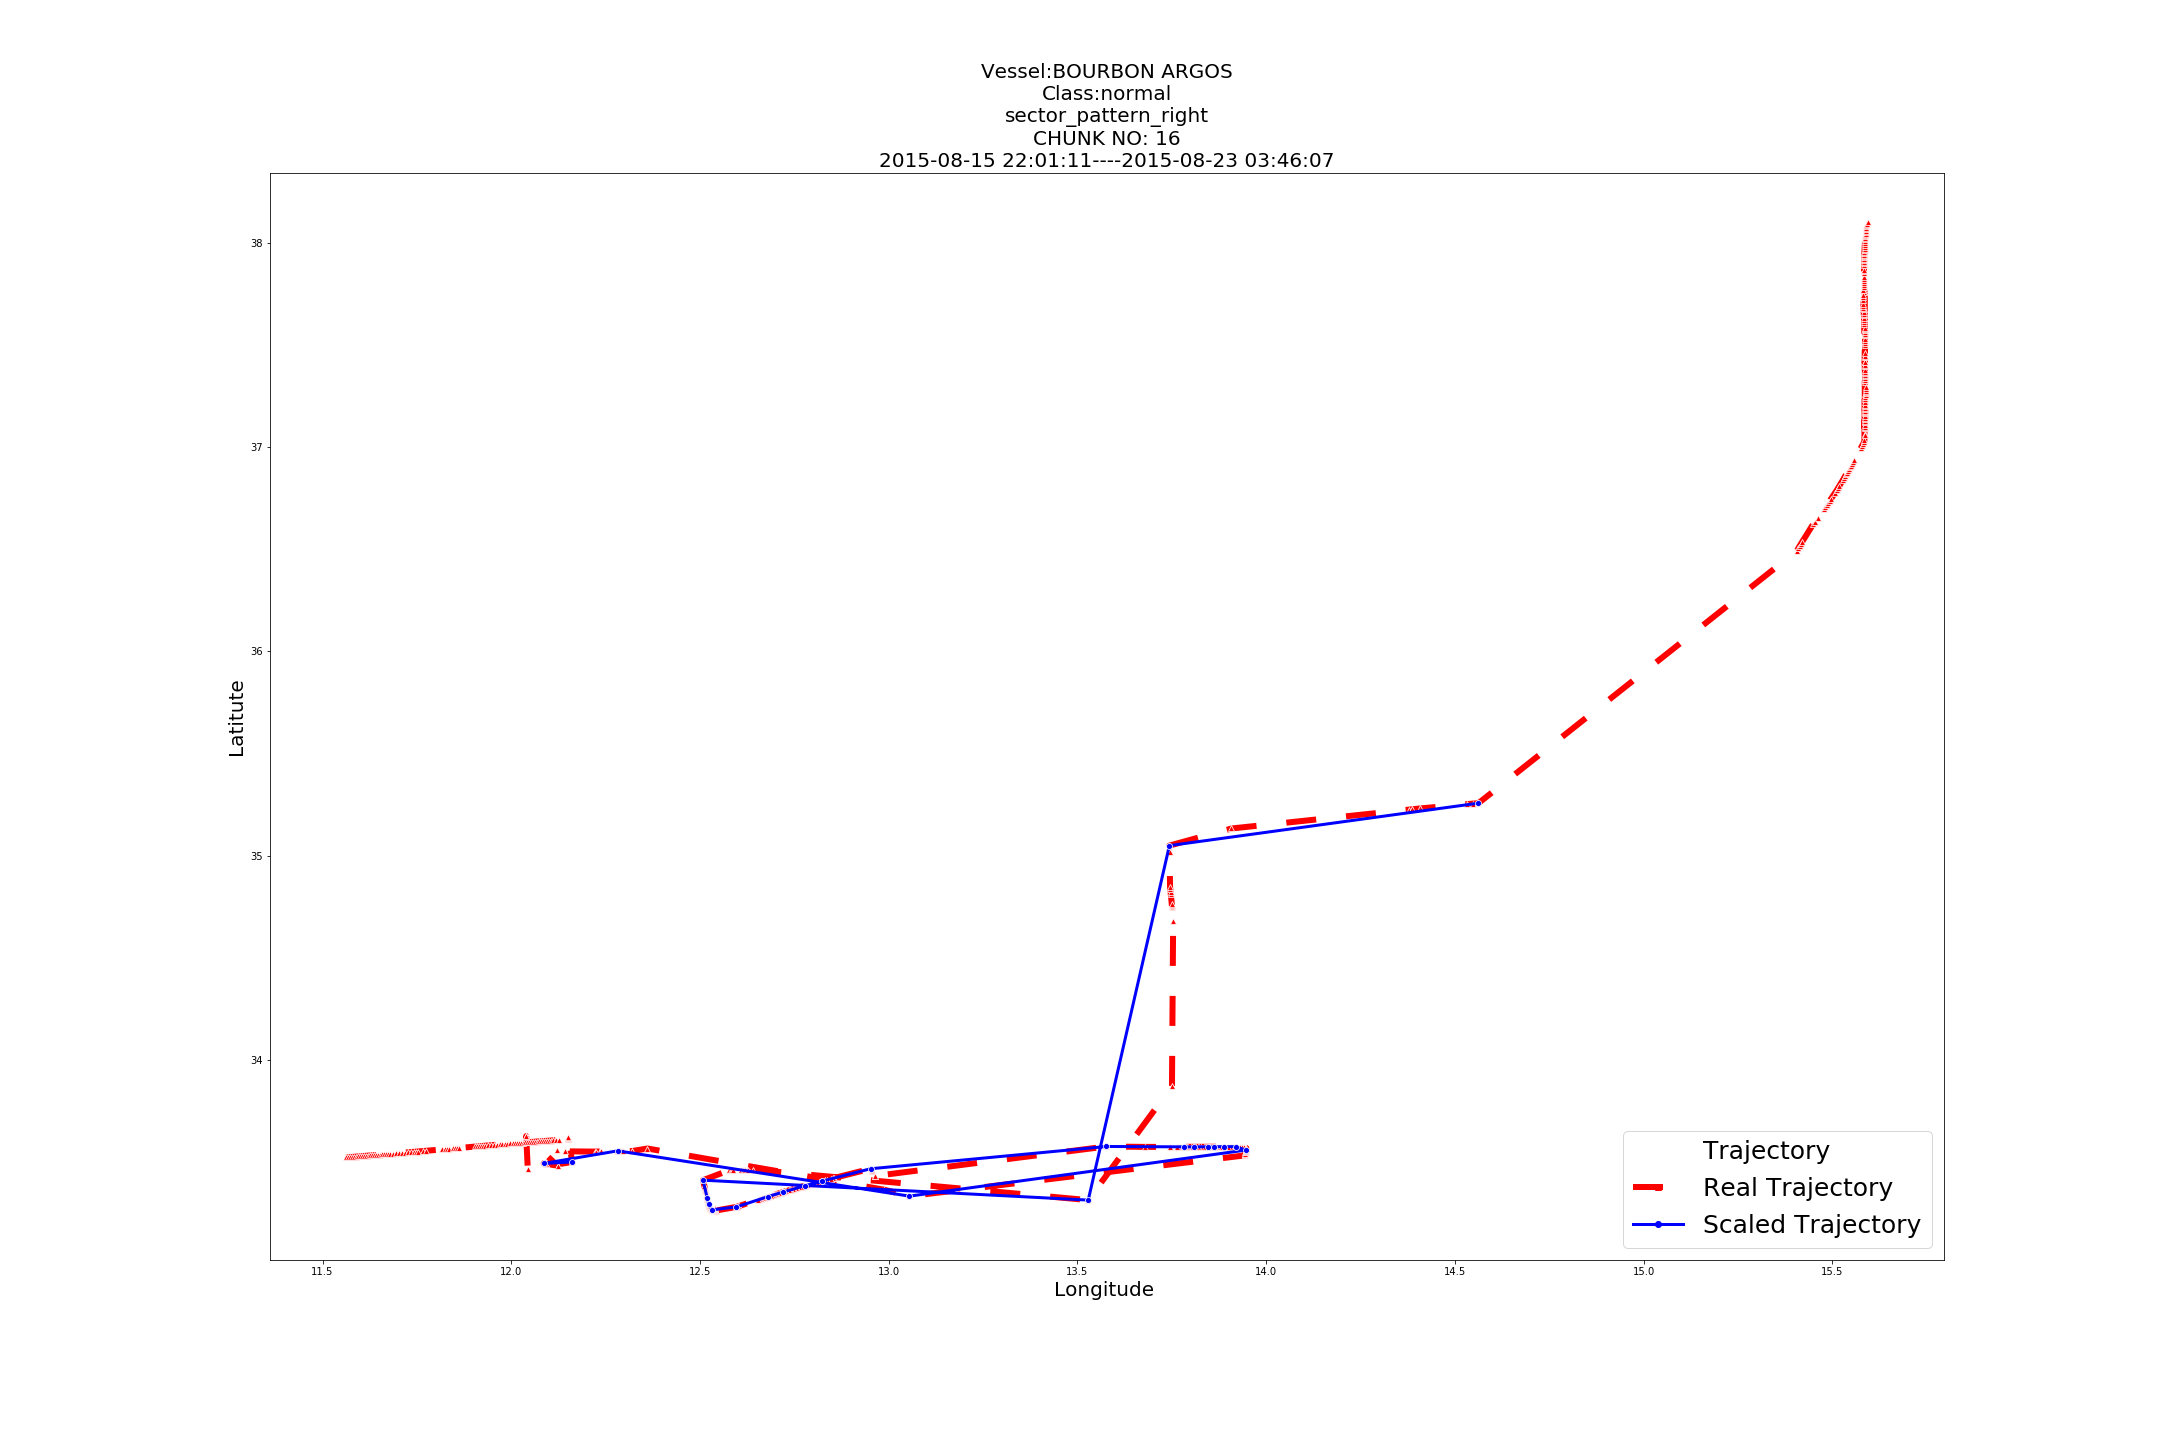 Vessel:BOURBON ARGOS
Class:normal
sector_pattern_right
CHUNK NO: 16
2015-08-15 22:01:11----2015-08-23 03:46:07
38
37
36
35
34
Latitute
11.5
12.0
12.5
13.0
13.5
14.0
14.5
15.0
15.5
Longitude
Trajectory
Real Trajectory
Scaled Trajectory